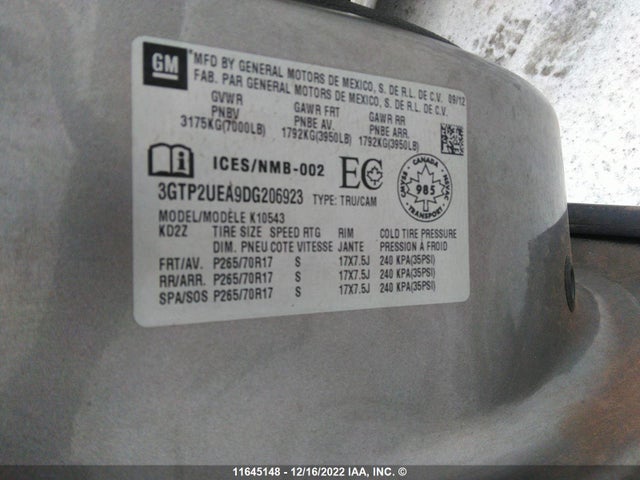 GM
*MFD BY GENERAL MOTORS DE MEXICO, S. DE R.L. DE C.V. 09/12
FAB. PAR GENERAL MOTORS DE MEXICO, S. DE R.L. DE C.V.
GVWR GAWR FRT GAWR RR
PNBV PNBE AV. PNBE ARR.
3175KG(7000LB) 1792KG(3950LB) 1792KG(3950LB)
ICES/NMB-002 EC
CANADA
985
TRANSPORT
3GTP2UEA9DG206923 TYPE: TRU/CAM
MODEL/MODÈLE K10543
KD2Z TIRE SIZE SPEED RTG RIM COLD TIRE PRESSURE
DIM. PNEU COTE VITESSE JANTE PRESSION À FROID
FRT/AV. P265/70R17 S 17X7.5J 240 KPA(35PSI)
RR/ARR. P265/70R17 S 17X7.5J 240 KPA(35PSI)
SPA/SOS P265/70R17 S 17X7.5J 240 KPA(35PSI)
11645148 - 12/16/2022 IAA, INC. ©